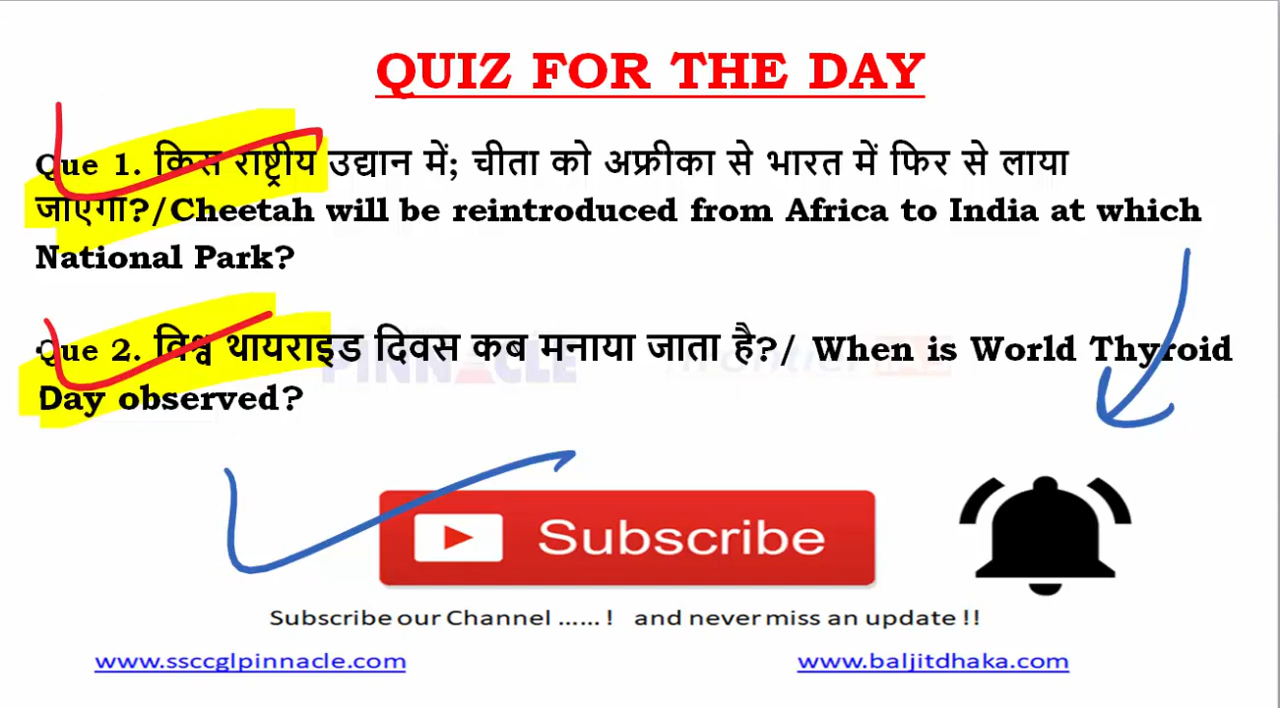 QUIZ FOR THE DAY
Que 1. किस राष्ट्रीय उद्यान में; चीता को अफ्रीका से भारत में फिर से लाया
जाएगा?/Cheetah will be reintroduced from Africa to India at which
National Park?
Que 2. विश्व थायराइड दिवस कब मनाया जाता है?/ When is World Thyroid
Day observed?
PINNACLE
Subscribe
Subscribe our Channel ......! and never miss an update !!
www.ssccglpinnacle.com www.baljitdhaka.com